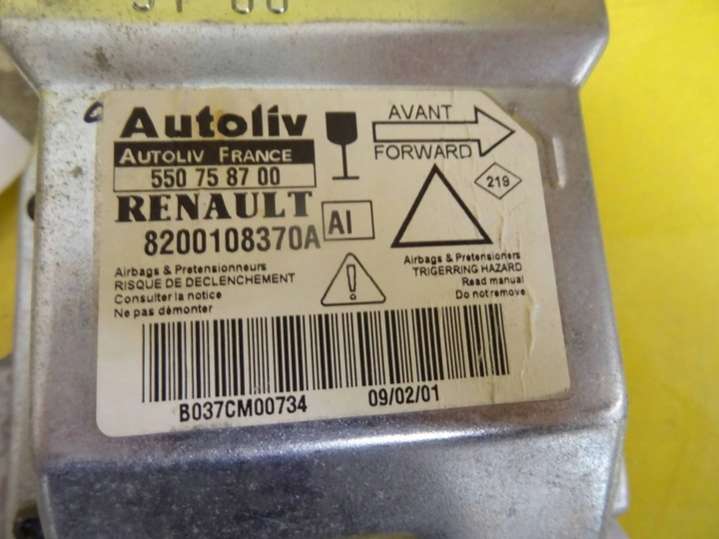 Autoliv
AUTOLIV FRANCE
550 75 87 00
RENAULT
8200108370A
AI
AVANT
FORWARD
219
Airbags & Pretensionneurs
RISQUE DE DECLENCHEMENT
Consulter la notice
Ne pas démonter
Airbags & Pretensioners
TRIGERRING HAZARD
Read manual
Do not remove
B037CM00734
09/02/01